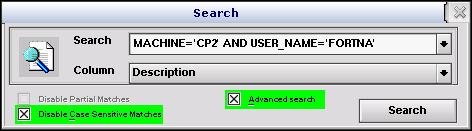 Search
Search
MACHINE='CP2' AND USER_NAME='FORTNA'
Column
Description
Disable Partial Matches
Advanced search
Disable Case Sensitive Matches
Search